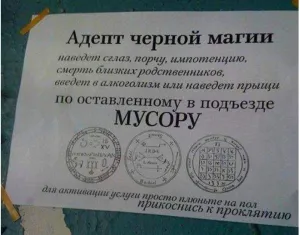 Адепт черной магии
наведет сглаз, порчу, импотенцию,
смерть близких родственников,
введет в алкоголизм или наведет прыщи
по оставленному в подъезде
МУСОРУ
для активации услуги просто плюньте на пол
прикоснись к проклятию